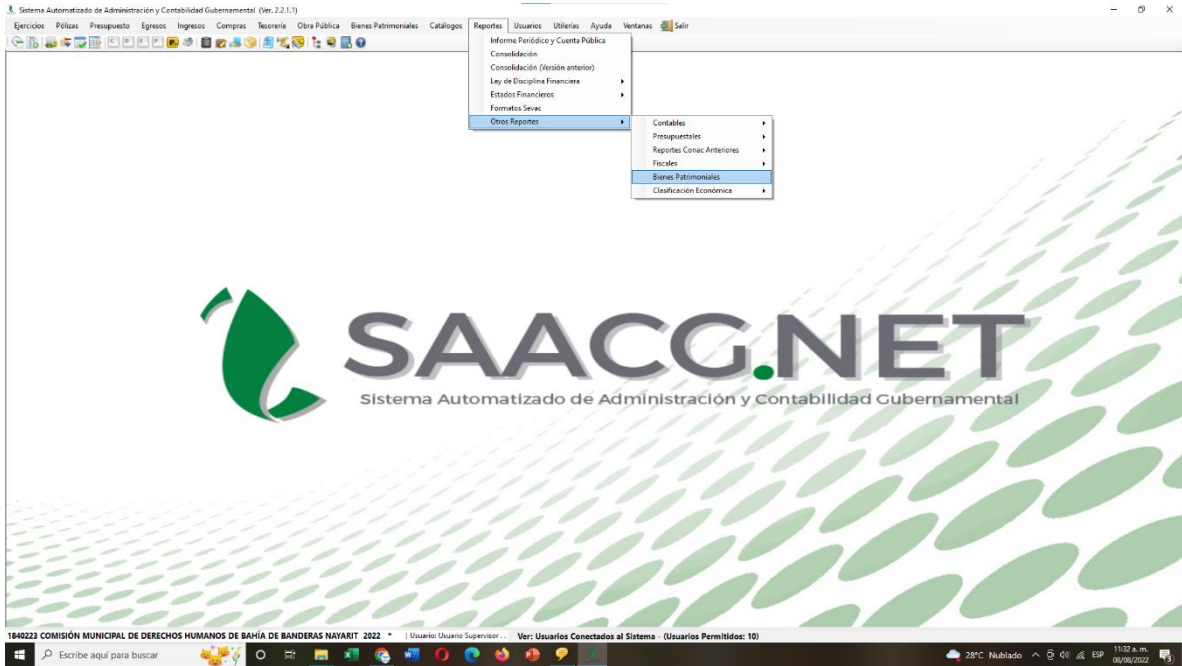 Sistema Automatizado de Administración y Contabilidad Gubernamental (Ver. 2.2.1.1)
Ejercicios Pólizas Presupuesto Egresos Ingresos Compras Tesorería Obra Pública Bienes Patrimoniales Catálogos Reportes Usuarios Utilerías Ayuda Ventanas Salir
Informe Periódico y Cuenta Pública
Consolidación
Consolidación (Versión anterior)
Ley de Disciplina Financiera
Estados Financieros
Formatos Sevac
Otros Reportes
Contables
Presupuestales
Reportes Conac Anteriores
Fiscales
Bienes Patrimoniales
Clasificación Económica
SAACG.NET
Sistema Automatizado de Administración y Contabilidad Gubernamental
1840223 COMISIÓN MUNICIPAL DE DERECHOS HUMANOS DE BAHÍA DE BANDERAS NAYARIT 2022 * | Usuario: Usuario Supervisor . . Ver: Usuarios Conectados al Sistema - (Usuarios Permitidos: 10)
Escribe aquí para buscar
28°C Nublado ESP 11:32 a. m.
08/08/2022